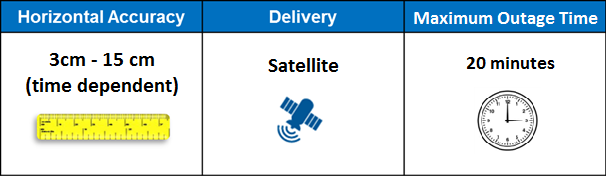 Horizontal Accuracy
Delivery
Maximum Outage Time
3cm - 15 cm
(time dependent)
Satellite
20 minutes